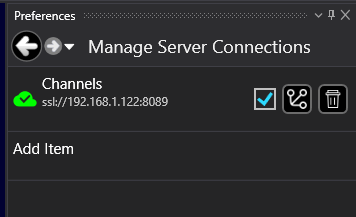 Preferences
Manage Server Connections
Channels
ssl://192.168.1.122:8089
Add Item